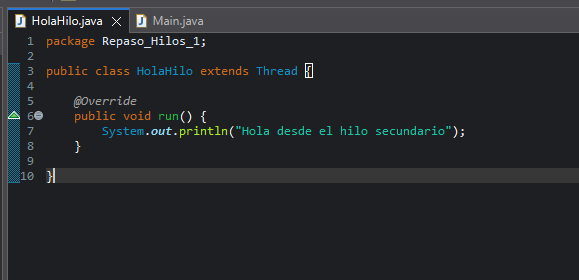 HolaHilo.java
Main.java
1 package Repaso_Hilos_1;
2
3 public class HolaHilo extends Thread {
4
5 @Override
6 public void run() {
7 System.out.println("Hola desde el hilo secundario");
8 }
9
10 }